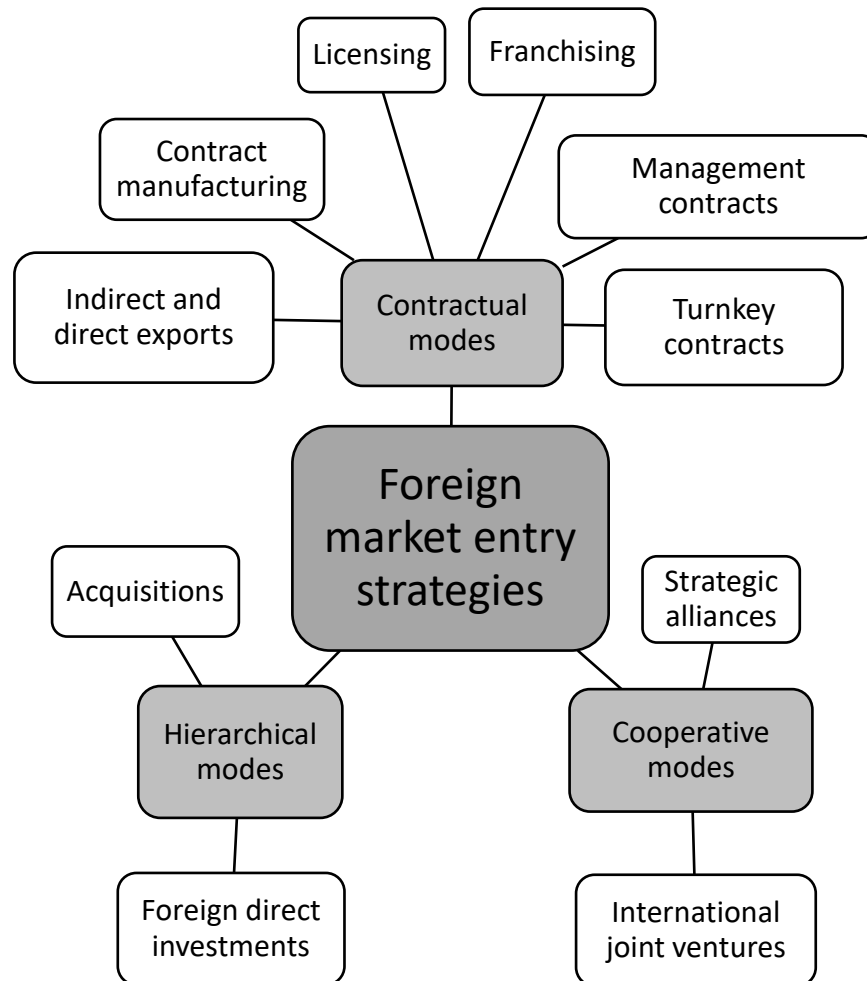 Licensing
Franchising
Contract
manufacturing
Management
contracts
Indirect and
direct exports
Contractual
modes
Turnkey
contracts
Foreign
market entry
strategies
Acquisitions
Strategic
alliances
Hierarchical
modes
Cooperative
modes
Foreign direct
investments
International
joint ventures